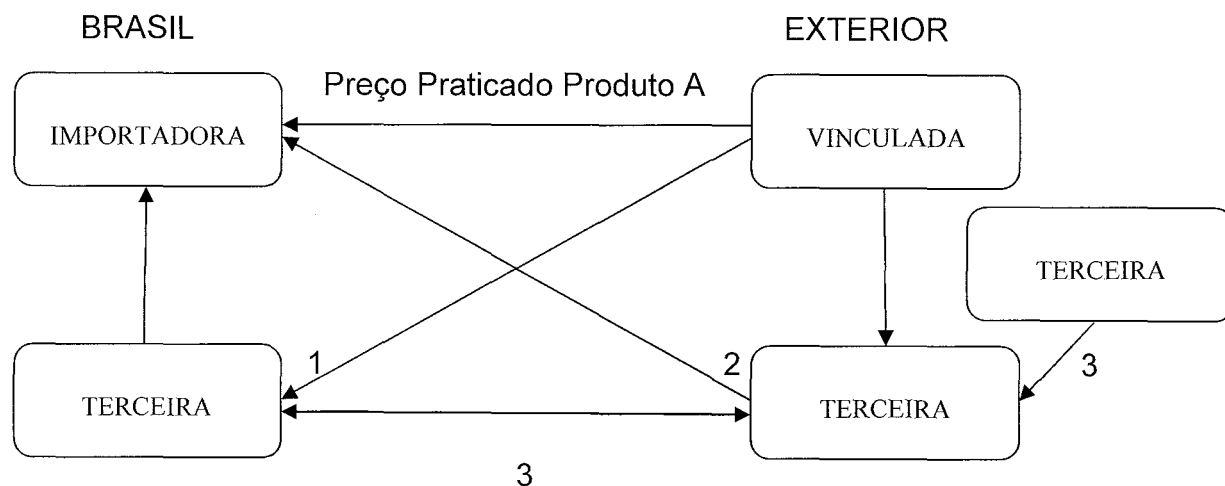 BRASIL
EXTERIOR
Preço Praticado Produto A
IMPORTADORA
VINCULADA
TERCEIRA
1
2
3
TERCEIRA
TERCEIRA
3